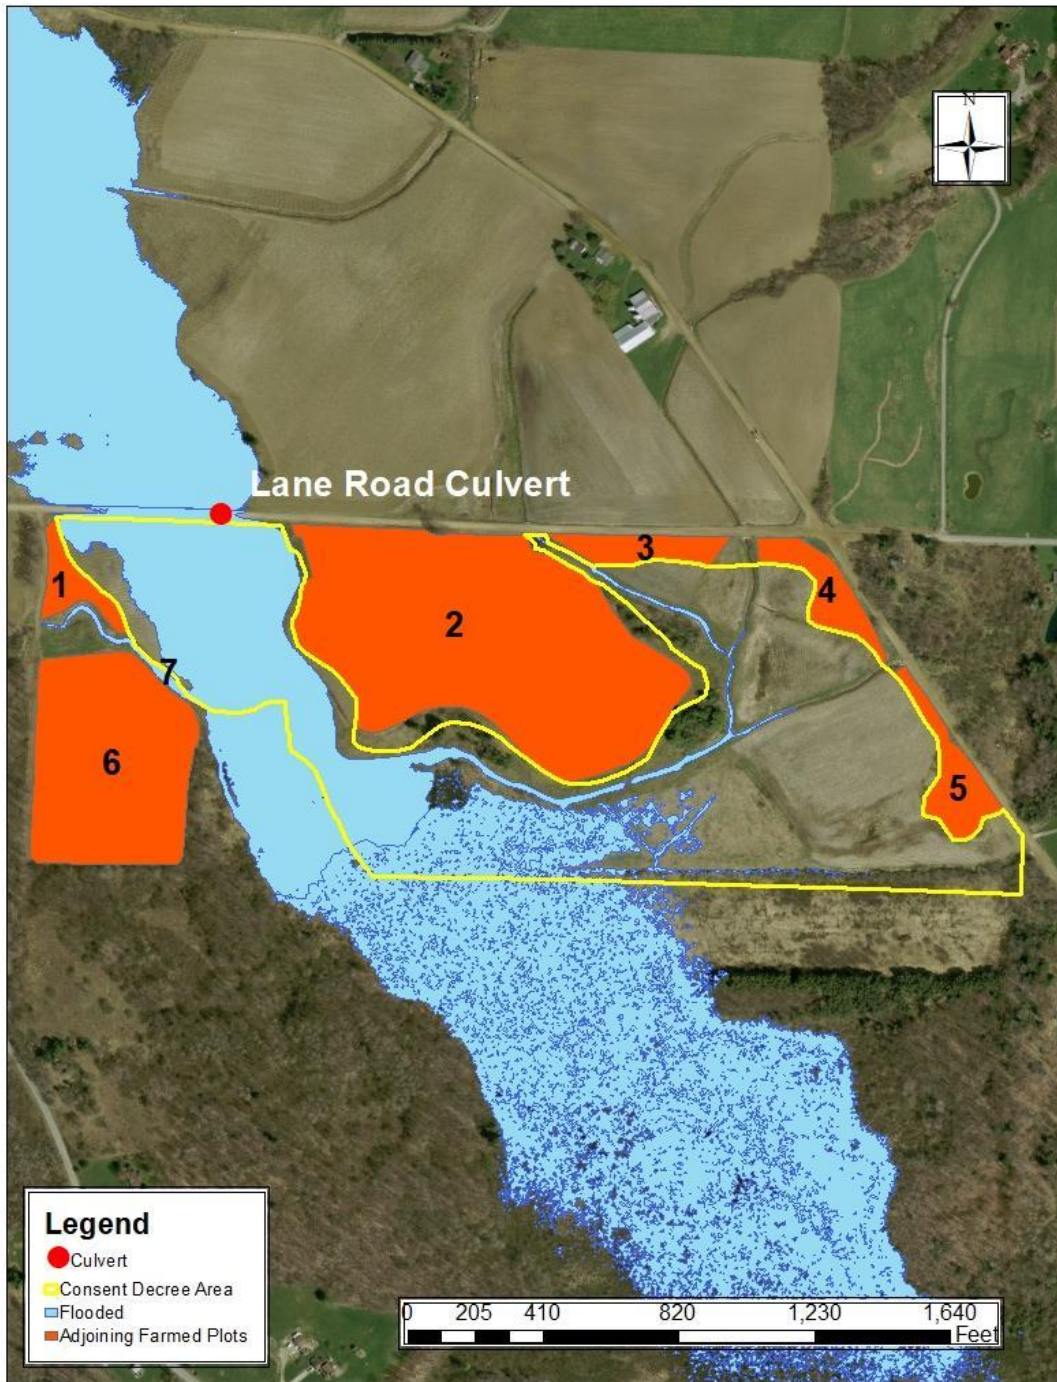 N
Lane Road Culvert
1
2
3
4
5
6
7
Legend
Culvert
Consent Decree Area
Flooded
Adjoining Farmed Plots
0 205 410 820 1,230 1,640
Feet